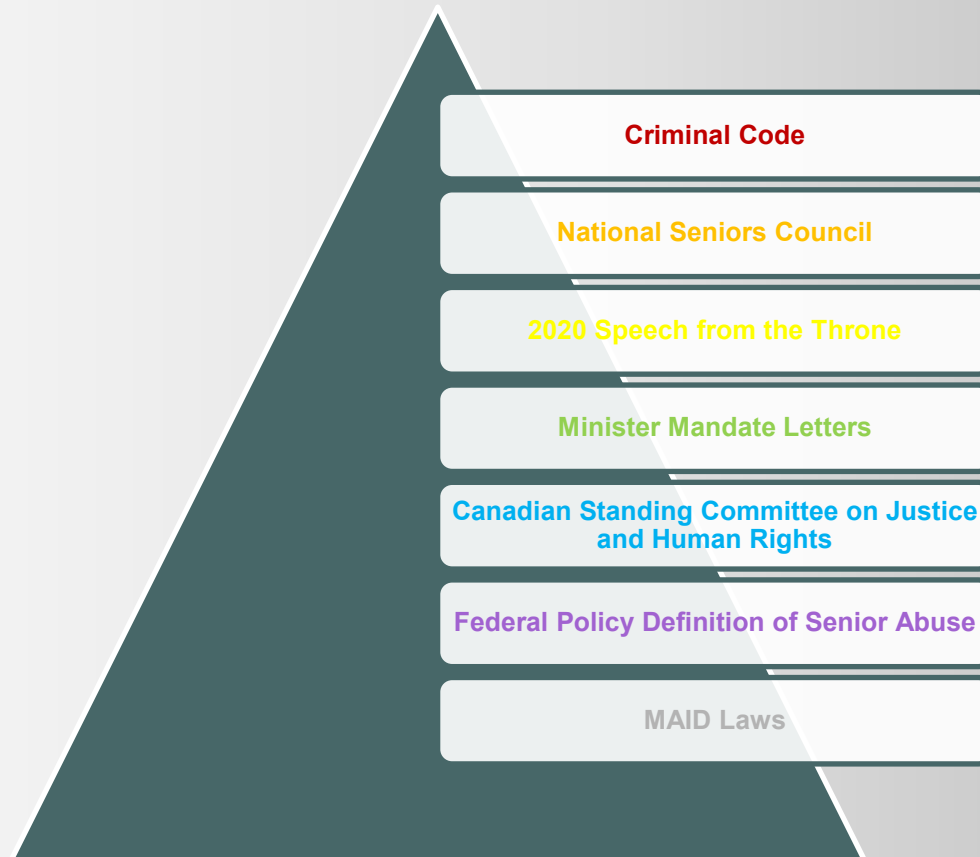 Criminal Code
National Seniors Council
2020 Speech from the Throne
Minister Mandate Letters
Canadian Standing Committee on Justice
and Human Rights
Federal Policy Definition of Senior Abuse
MAID Laws